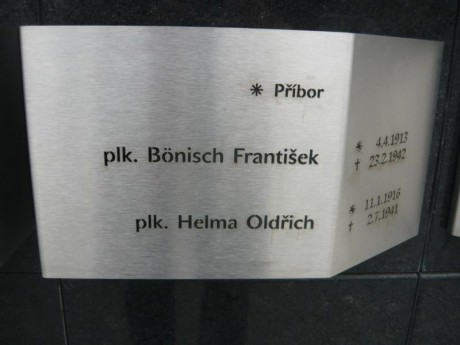 * Příbor
plk. Bönisch František
* 4.4.1913
† 23.2.1942
plk. Helma Oldřich
* 11.1.1916
† 2.7.1941